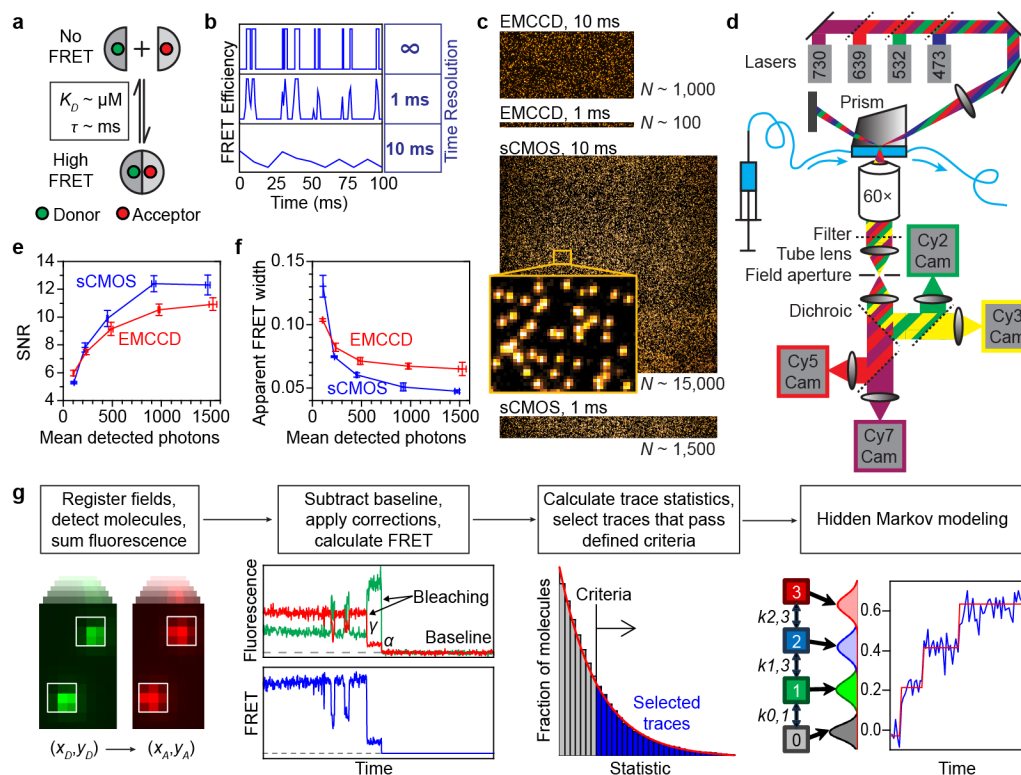 a
No
FRET
+
K_D ~ µM
τ ~ ms
High
FRET
Donor
Acceptor
b
FRET Efficiency
∞
1 ms
10 ms
Time Resolution
0 25 50 75 100
Time (ms)
c
EMCCD, 10 ms
N ~ 1,000
EMCCD, 1 ms
N ~ 100
sCMOS, 10 ms
N ~ 15,000
sCMOS, 1 ms
N ~ 1,500
d
Lasers
730
639
532
473
Prism
60×
Filter
Tube lens
Field aperture
Dichroic
Cy2
Cam
Cy3
Cam
Cy5
Cam
Cy7
Cam
e
SNR
14
12
10
8
6
4
sCMOS
EMCCD
0 500 1000 1500
Mean detected photons
f
Apparent FRET width
0.15
0.10
0.05
EMCCD
sCMOS
0 500 1000 1500
Mean detected photons
g
Register fields,
detect molecules,
sum fluorescence
Subtract baseline,
apply corrections,
calculate FRET
Calculate trace statistics,
select traces that pass
defined criteria
Hidden Markov modeling
(x_D,y_D)
(x_A,y_A)
Fluorescence
Bleaching
γ
α
Baseline
FRET
Time
Fraction of molecules
Criteria
Selected
traces
Statistic
3
k2,3
2
k1,3
1
k0,1
0
0.6
0.4
0.2
0.0
Time